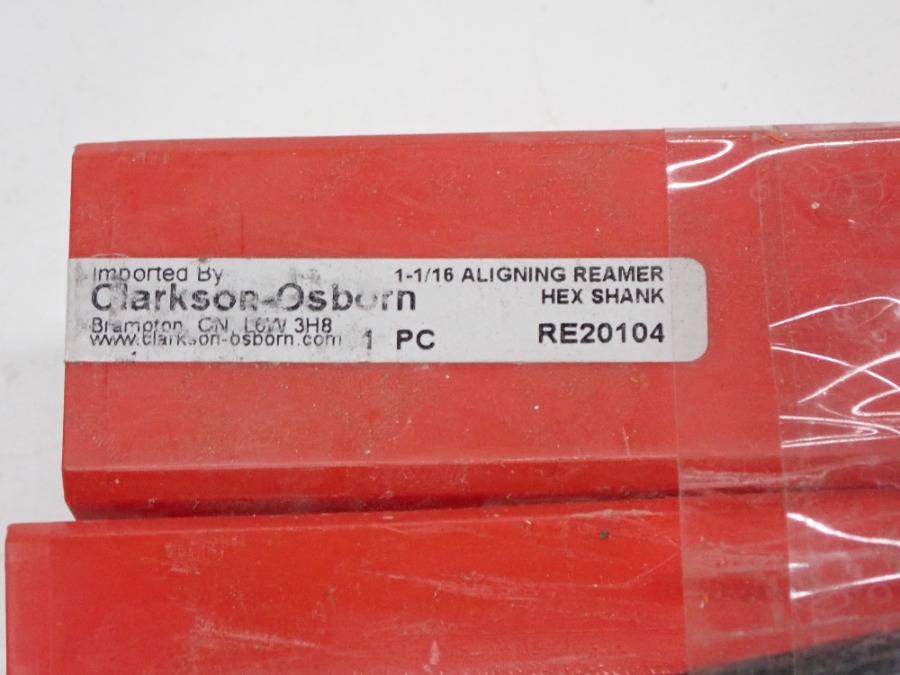 Imported By
Clarkson-Osborn
Brampton, ON, L6W 3H8
www.clarkson-osborn.com
1 PC
1-1/16 ALIGNING REAMER
HEX SHANK
RE20104